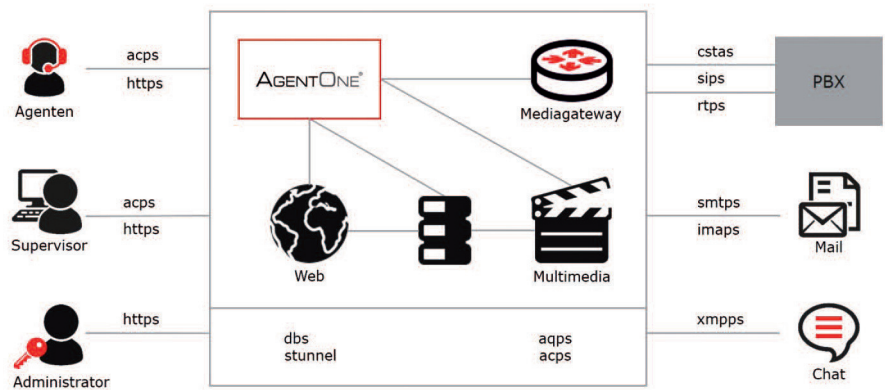 acps
https
Agenten
AGENTONE®
Mediagateway
cstas
sips
rtps
PBX
acps
https
Supervisor
Web
Multimedia
smtps
imaps
Mail
https
Administrator
dbs
stunnel
aqps
acps
xmpps
Chat